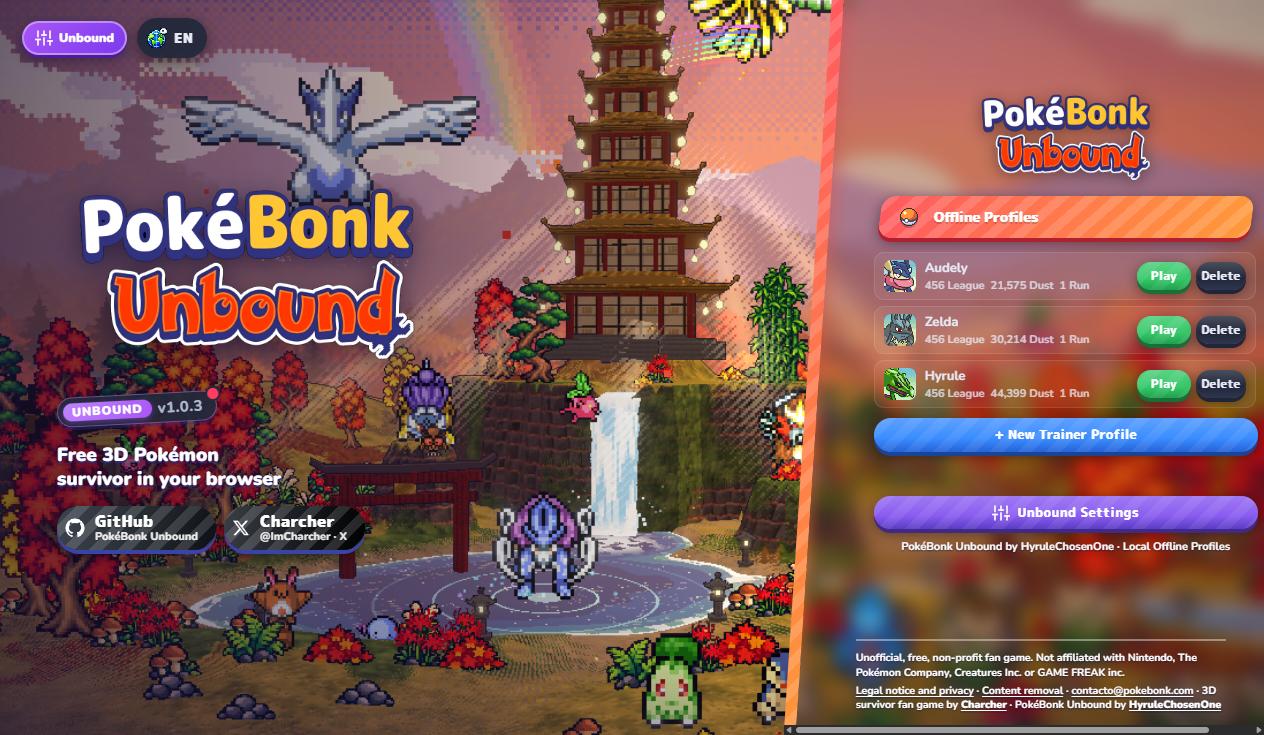 Unbound
EN
PokéBonk
Unbound
UNBOUND v1.0.3
Free 3D Pokémon
survivor in your browser
GitHub
PokéBonk Unbound
Charcher
@ImCharcher · X
PokéBonk
Unbound
Offline Profiles
Audely
456 League 21,575 Dust 1 Run
Play
Delete
Zelda
456 League 30,214 Dust 1 Run
Play
Delete
Hyrule
456 League 44,399 Dust 1 Run
Play
Delete
+ New Trainer Profile
Unbound Settings
PokéBonk Unbound by HyruleChosenOne · Local Offline Profiles
Unofficial, free, non-profit fan game. Not affiliated with Nintendo, The
Pokémon Company, Creatures Inc. or GAME FREAK inc.
Legal notice and privacy · Content removal · contacto@pokebonk.com · 3D
survivor fan game by Charcher · PokéBonk Unbound by HyruleChosenOne